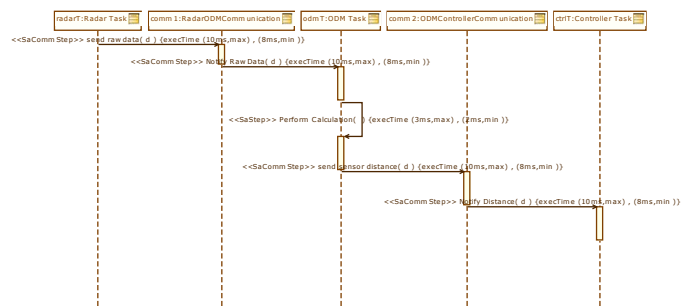 radarT:Radar Task
comm1:RadarODMCommunication
odmT:ODM Task
comm2:ODMControllerCommunication
ctrlT:Controller Task
<<SaCommStep>> send raw data( d ) {execTime (10ms,max) , (8ms,min )}
<<SaCommStep>> Notify Raw Data( d ) {execTime (10ms,max) , (8ms,min )}
<<SaStep>> Perform Calculation( ) {execTime (3ms,max) , (2ms,min )}
<<SaCommStep>> send sensor distance( d ) {execTime (10ms,max) , (8ms,min )}
<<SaCommStep>> Notify Distance( d ) {execTime (10ms,max) , (8ms,min )}